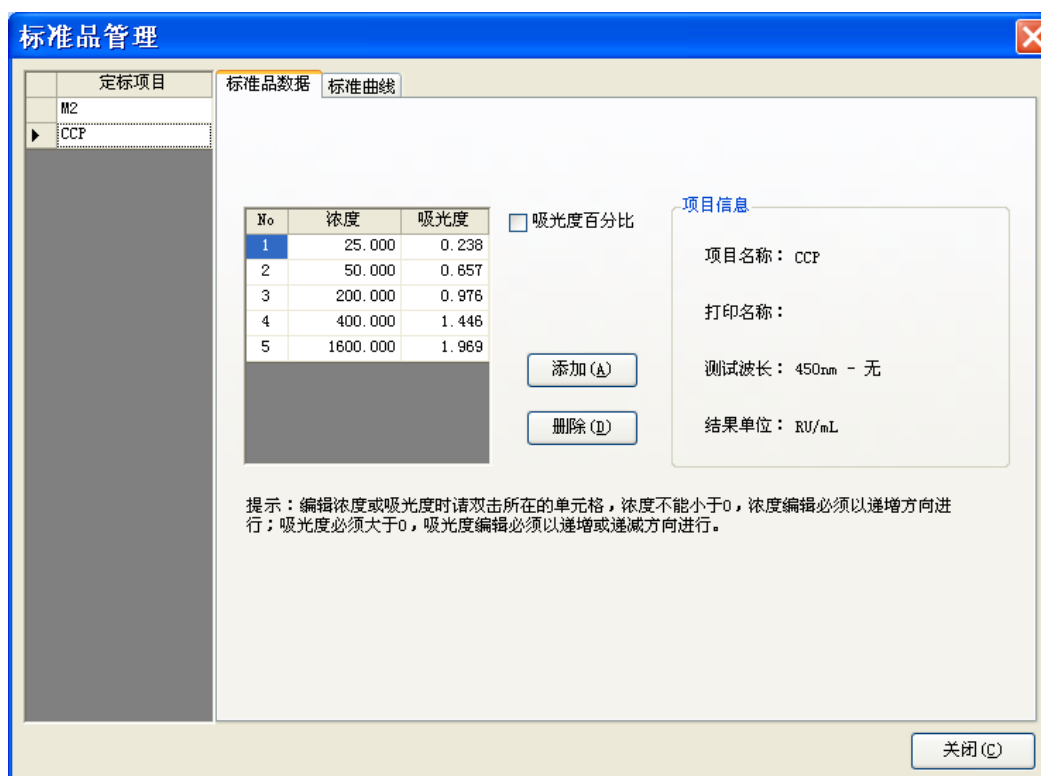 标准品管理
定标项目
M2
CCP
标准品数据 标准曲线
No 浓度 吸光度
1 25.000 0.238
2 50.000 0.657
3 200.000 0.976
4 400.000 1.446
5 1600.000 1.969
吸光度百分比
添加(A)
删除(D)
项目信息
项目名称： CCP
打印名称：
测试波长： 450nm - 无
结果单位： RU/mL
提示：编辑浓度或吸光度时请双击所在的单元格，浓度不能小于0，浓度编辑必须以递增方向进
行；吸光度必须大于0，吸光度编辑必须以递增或递减方向进行。
关闭(C)